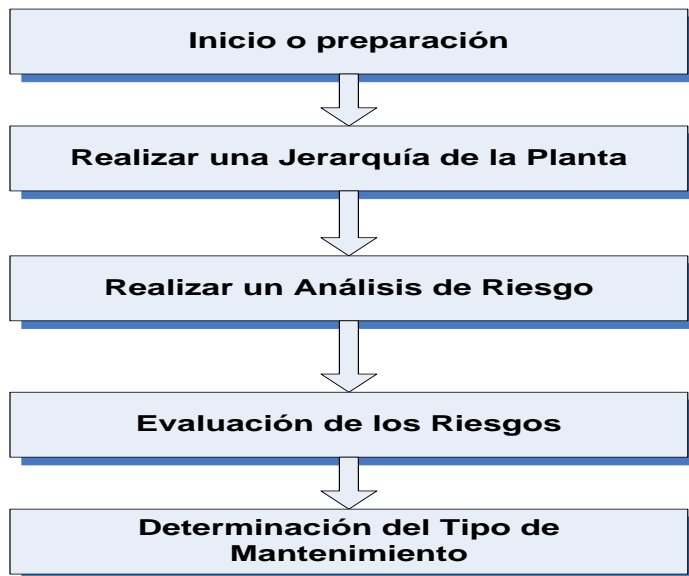 Inicio o preparación
Realizar una Jerarquía de la Planta
Realizar un Análisis de Riesgo
Evaluación de los Riesgos
Determinación del Tipo de
Mantenimiento